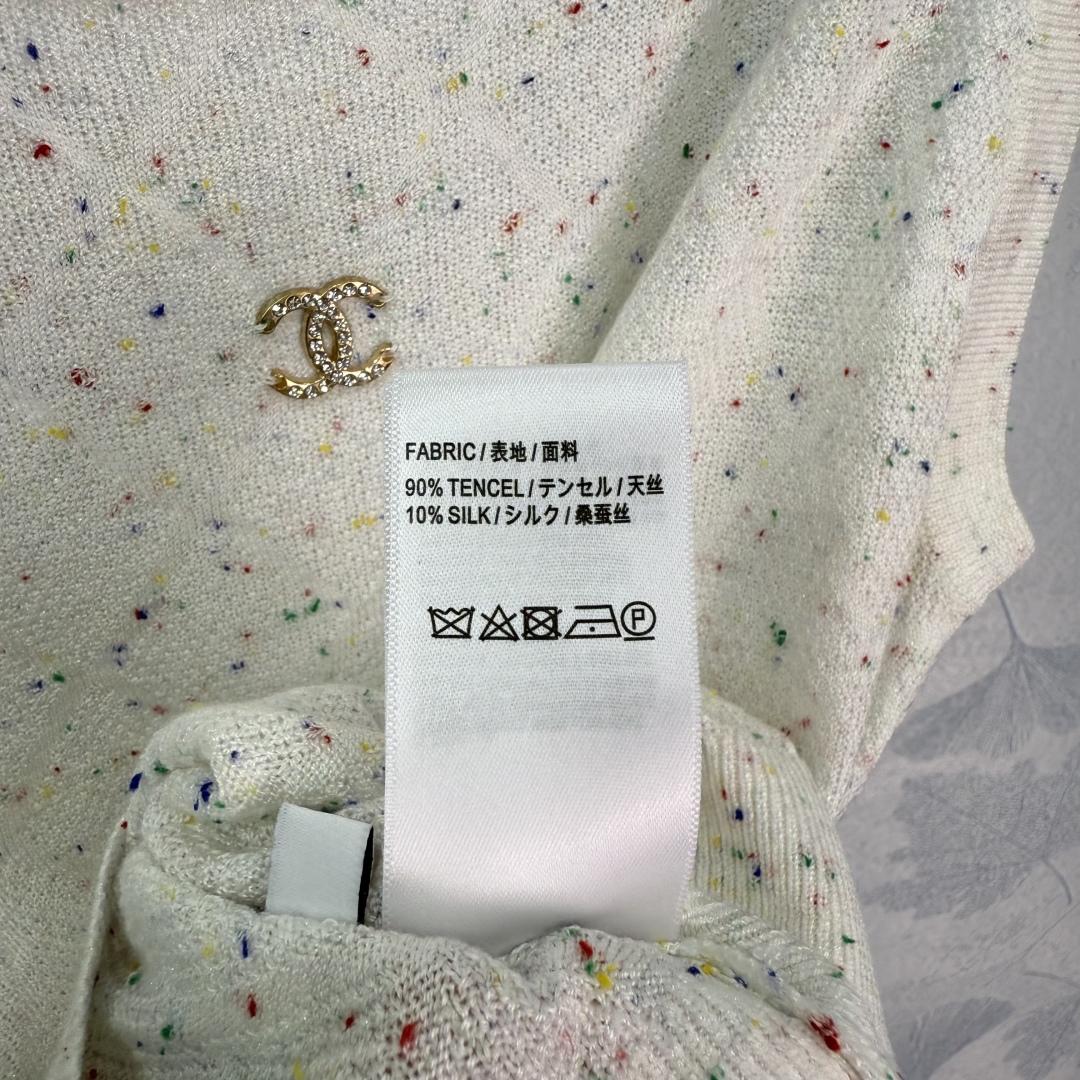 FABRIC / 表地 / 面料
90% TENCEL / テンセル / 天丝
10% SILK / シルク / 桑蚕丝
P